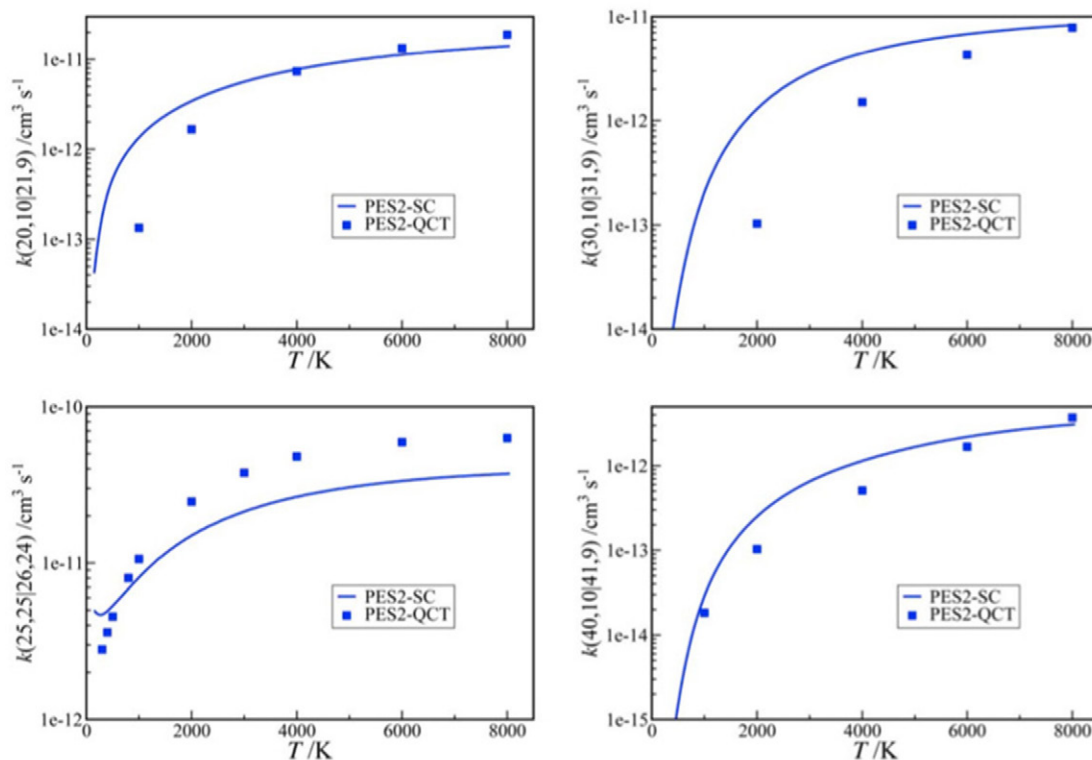 k(20,10|21,9) /cm³ s⁻¹
1e-11
1e-12
1e-13
1e-14
PES2-SC
PES2-QCT
0 2000 4000 6000 8000
T /K
k(30,10|31,9) /cm³ s⁻¹
1e-11
1e-12
1e-13
1e-14
PES2-SC
PES2-QCT
0 2000 4000 6000 8000
T /K
k(25,25|26,24) /cm³ s⁻¹
1e-10
1e-11
1e-12
PES2-SC
PES2-QCT
0 2000 4000 6000 8000
T /K
k(40,10|41,9) /cm³ s⁻¹
1e-12
1e-13
1e-14
1e-15
PES2-SC
PES2-QCT
0 2000 4000 6000 8000
T /K